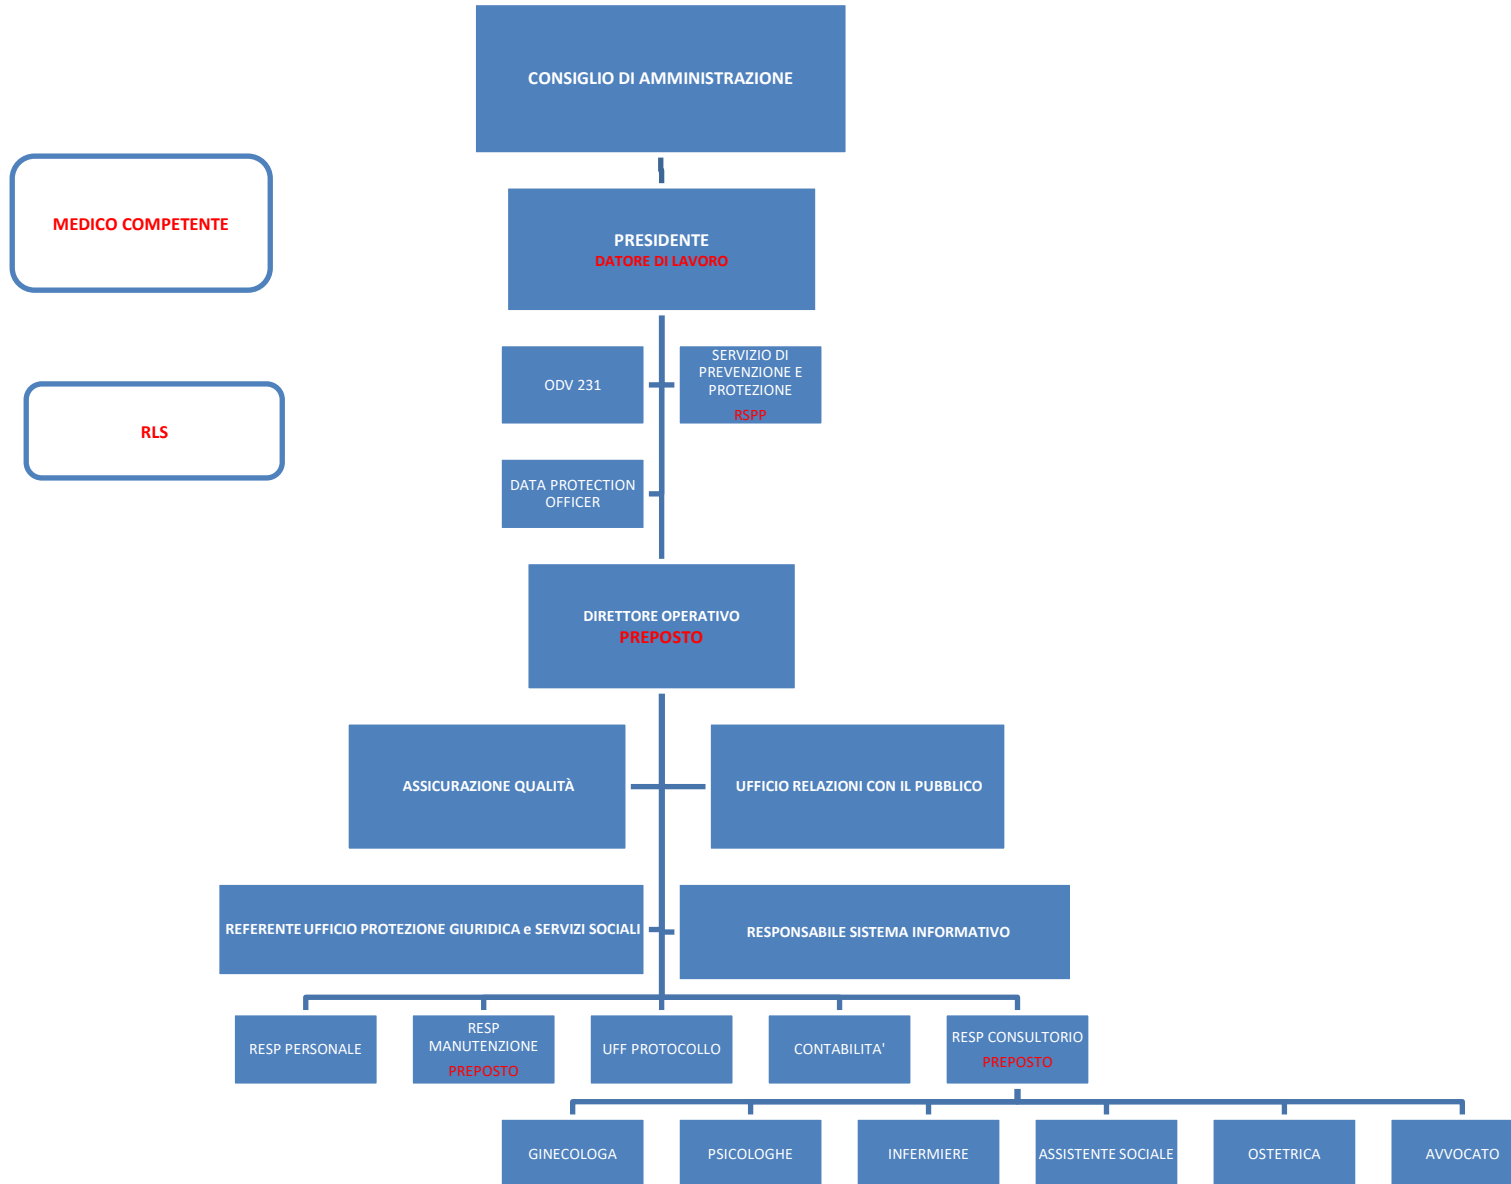 CONSIGLIO DI AMMINISTRAZIONE
MEDICO COMPETENTE
PRESIDENTE
DATORE DI LAVORO
ODV 231
SERVIZIO DI
PREVENZIONE E
PROTEZIONE
RSPP
RLS
DATA PROTECTION
OFFICER
DIRETTORE OPERATIVO
PREPOSTO
ASSICURAZIONE QUALITÀ
UFFICIO RELAZIONI CON IL PUBBLICO
REFERENTE UFFICIO PROTEZIONE GIURIDICA e SERVIZI SOCIALI
RESPONSABILE SISTEMA INFORMATIVO
RESP PERSONALE
RESP
MANUTENZIONE
PREPOSTO
UFF PROTOCOLLO
CONTABILITA'
RESP CONSULTORIO
PREPOSTO
GINECOLOGA
PSICOLOGHE
INFERMIERE
ASSISTENTE SOCIALE
OSTETRICA
AVVOCATO